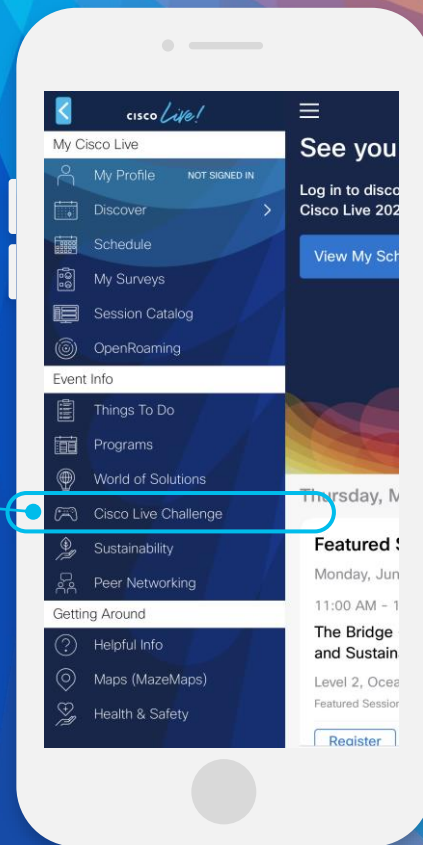 CISCO Live!
My Cisco Live
My Profile NOT SIGNED IN
Discover
Schedule
My Surveys
Session Catalog
OpenRoaming
Event Info
Things To Do
Programs
World of Solutions
Cisco Live Challenge
Sustainability
Peer Networking
Getting Around
Helpful Info
Maps (MazeMaps)
Health & Safety
See you
Log in to disco
Cisco Live 202
View My Sch
Thursday, M
Featured S
Monday, Jun
11:00 AM - 1
The Bridge
and Sustain
Level 2, Ocea
Featured Session
Register